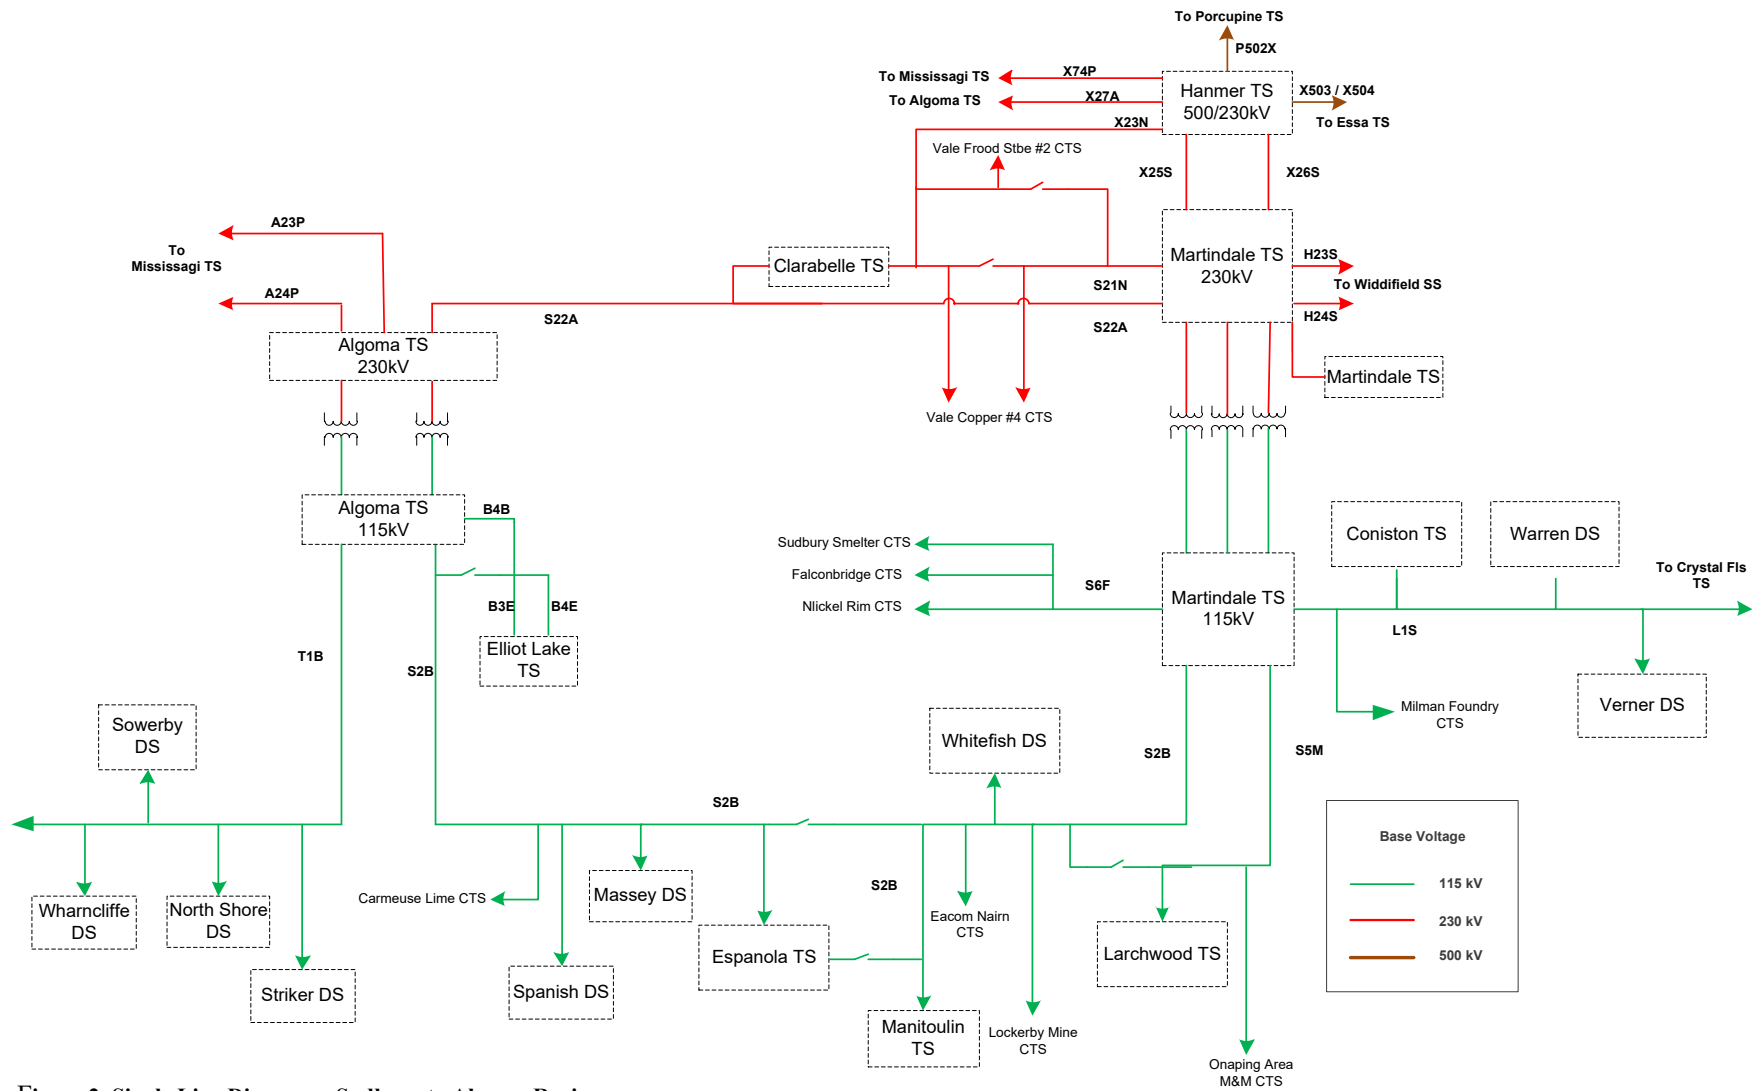 To Porcupine TS
P502X
To Mississagi TS
X74P
Hanmer TS
500/230kV
X503 / X504
To Algoma TS
X27A
To Essa TS
X23N
Vale Frood Stbe #2 CTS
X25S
X26S
A23P
To
Mississagi TS
A24P
Clarabelle TS
Martindale TS
230kV
H23S
To Widdifield SS
H24S
S21N
S22A
S22A
Algoma TS
230kV
Martindale TS
Vale Copper #4 CTS
Algoma TS
115kV
B4B
Sudbury Smelter CTS
Falconbridge CTS
Nlickel Rim CTS
S6F
Martindale TS
115kV
Coniston TS
Warren DS
To Crystal Fls
TS
L1S
B3E
B4E
Elliot Lake
TS
T1B
S2B
Sowerby
DS
Whitefish DS
S2B
S5M
Milman Foundry
CTS
Verner DS
S2B
Base Voltage
115 kV
230 kV
500 kV
Wharncliffe
DS
North Shore
DS
Striker DS
Carmeuse Lime CTS
Spanish DS
Massey DS
Espanola TS
S2B
Eacom Nairn
CTS
Larchwood TS
Manitoulin
TS
Lockerby Mine
CTS
Onaping Area
M&M CTS